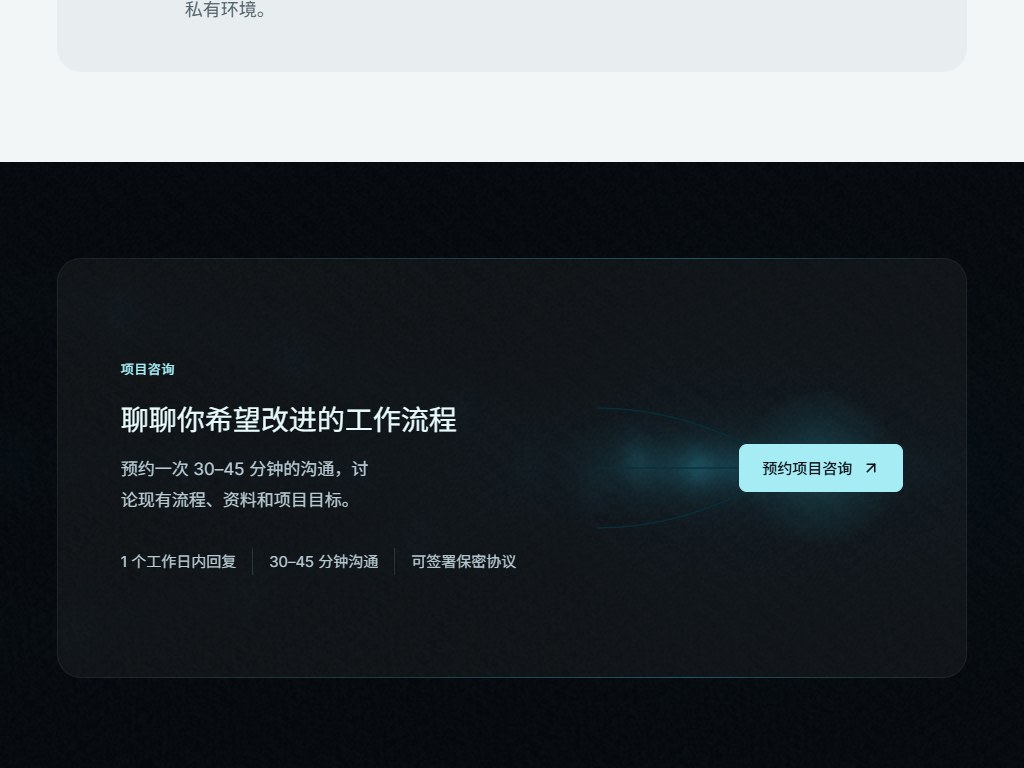 私有环境。
项目咨询
聊聊你希望改进的工作流程
预约一次 30–45 分钟的沟通，讨
论现有流程、资料和项目目标。
预约项目咨询
1 个工作日内回复
30–45 分钟沟通
可签署保密协议